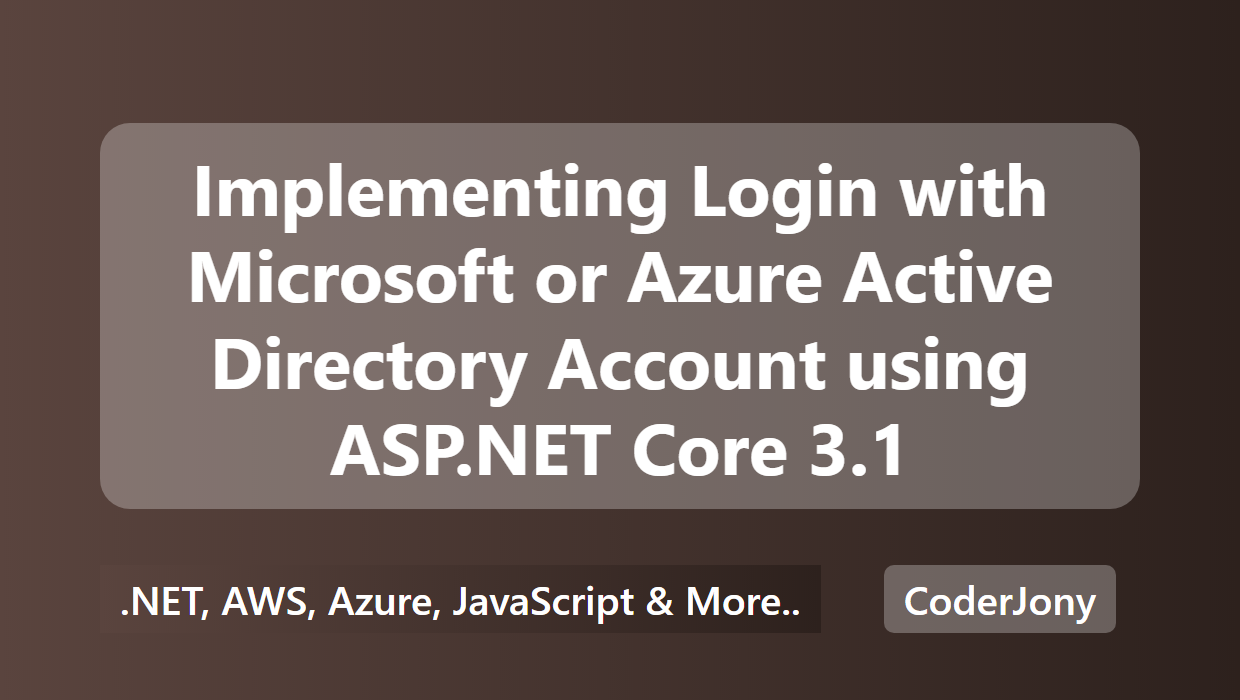 Implementing Login with
Microsoft or Azure Active
Directory Account using
ASP.NET Core 3.1
.NET, AWS, Azure, JavaScript & More..
CoderJony